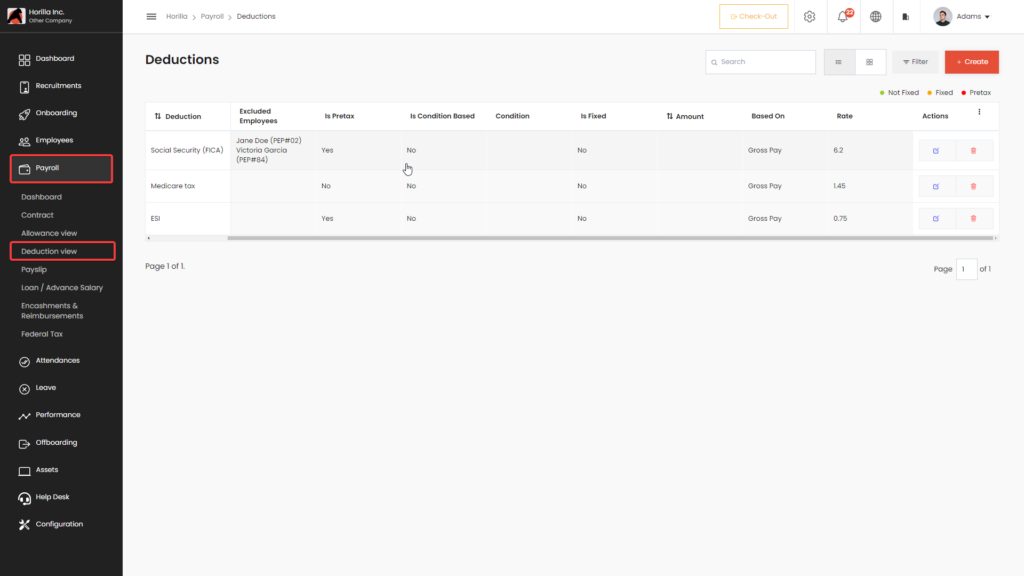 Horilla Inc.
Other Company
Horilla > Payroll > Deductions
Check-Out
22
Adams
Dashboard
Recruitments
Onboarding
Employees
Payroll
Dashboard
Contract
Allowance view
Deduction view
Payslip
Loan / Advance Salary
Encashments &
Reimbursements
Federal Tax
Attendances
Leave
Performance
Offboarding
Assets
Help Desk
Configuration
Deductions
Search
Filter
+ Create
Not Fixed Fixed Pretax
Deduction Excluded Employees Is Pretax Is Condition Based Condition Is Fixed Amount Based On Rate Actions
Social Security (FICA) Jane Doe (PEP#02) Victoria Garcia (PEP#84) Yes No No Gross Pay 6.2
Medicare tax No No No Gross Pay 1.45
ESI Yes No No Gross Pay 0.75
Page 1 of 1.
Page 1 of 1